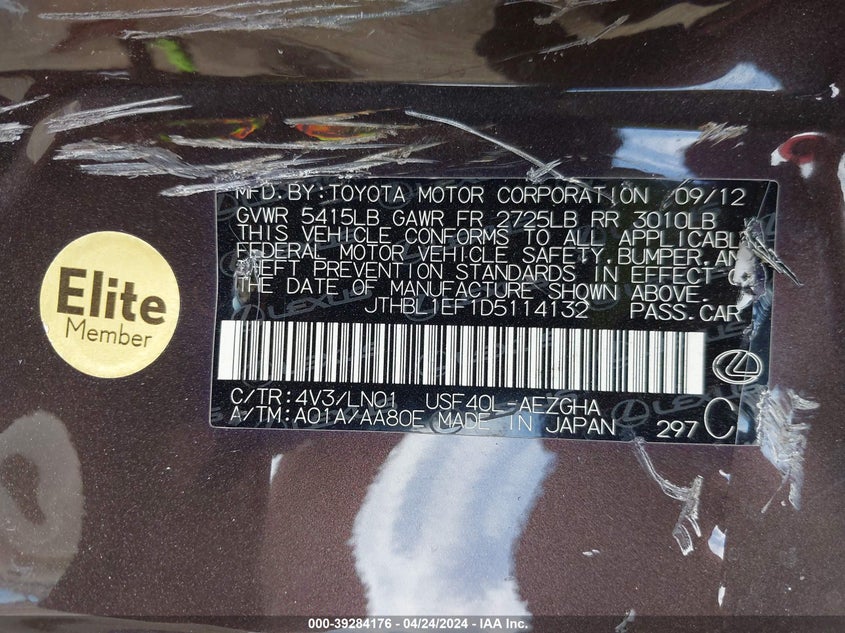 MFD.BY:TOYOTA MOTOR CORPORATION 09/12
GVWR 5415LB GAWR FR 2725LB RR 3010LB
THIS VEHICLE CONFORMS TO ALL APPLICABL
FEDERAL MOTOR VEHICLE SAFETY,BUMPER,AN
THEFT PREVENTION STANDARDS IN EFFECT
THE DATE OF MANUFACTURE SHOWN ABOVE.
JTHBL1EF1D5114132 PASS.CAR
Elite
Member
C/TR:4V3/LN01 USF40L-AEZGHA
A/TM:A01A/AA80E MADE IN JAPAN 297 C
LEXUS
000-39284176 - 04/24/2024 - IAA Inc.